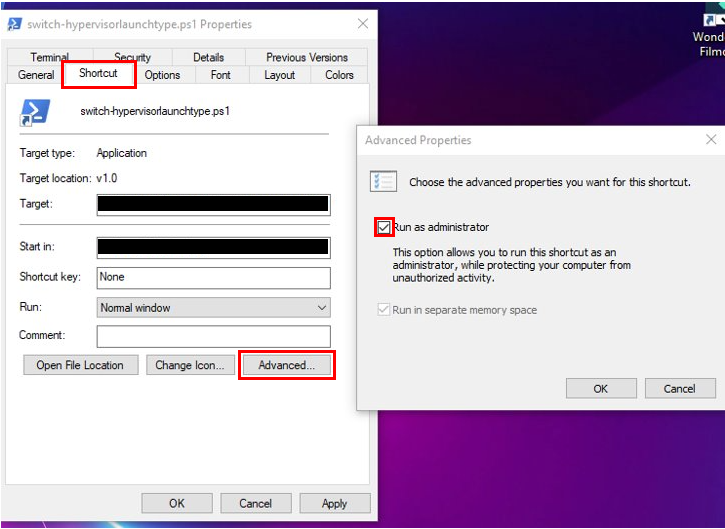 switch-hypervisorlaunchtype.ps1 Properties
Terminal Security Details Previous Versions
General Shortcut Options Font Layout Colors
switch-hypervisorlaunchtype.ps1
Target type: Application
Target location: v1.0
Target:
Start in:
Shortcut key: None
Run: Normal window
Comment:
Open File Location Change Icon... Advanced...
OK Cancel Apply
Advanced Properties
Choose the advanced properties you want for this shortcut.
Run as administrator
This option allows you to run this shortcut as an
administrator, while protecting your computer from
unauthorized activity.
Run in separate memory space
OK Cancel